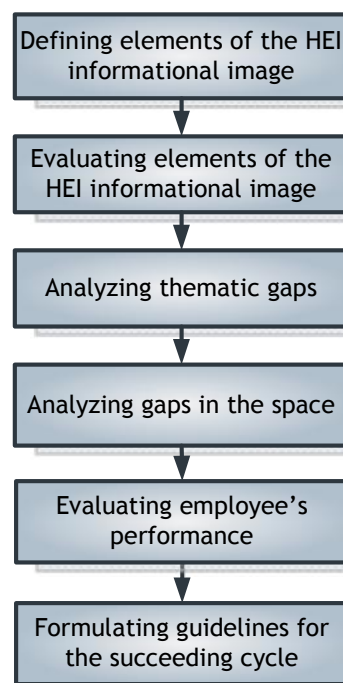 Defining elements of the HEI
informational image
Evaluating elements of the
HEI informational image
Analyzing thematic gaps
Analyzing gaps in the space
Evaluating employee’s
performance
Formulating guidelines for
the succeeding cycle